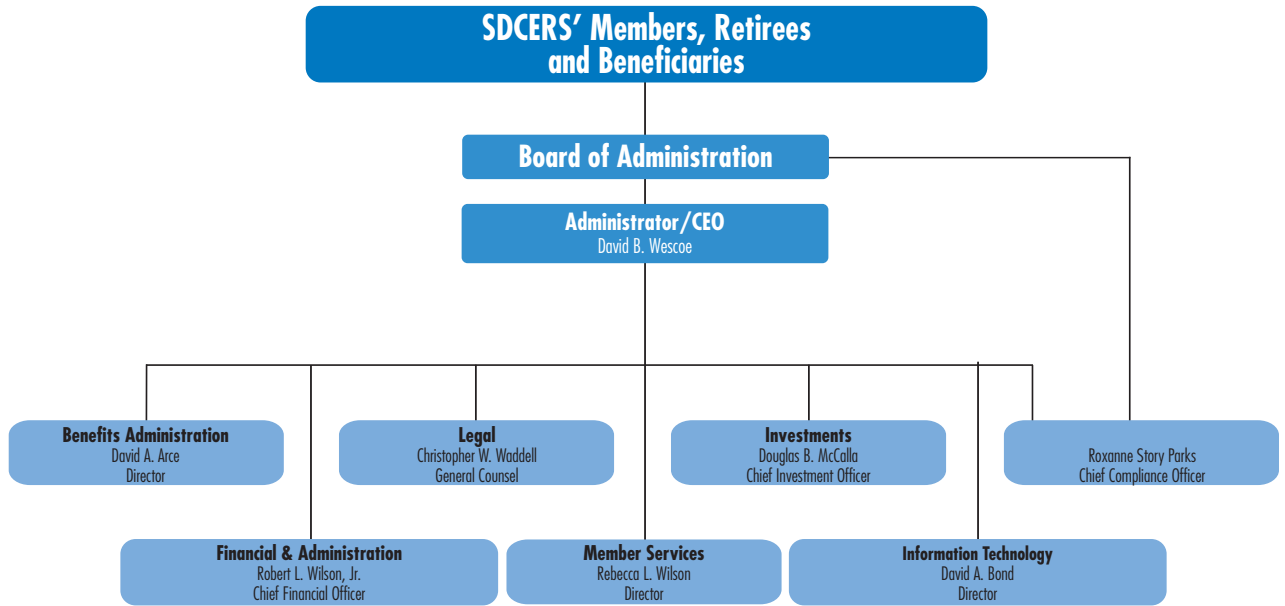 SDCERS’ Members, Retirees
and Beneficiaries
Board of Administration
Administrator/CEO
David B. Wescoe
Benefits Administration
David A. Arce
Director
Legal
Christopher W. Waddell
General Counsel
Investments
Douglas B. McCalla
Chief Investment Officer
Roxanne Story Parks
Chief Compliance Officer
Financial & Administration
Robert L. Wilson, Jr.
Chief Financial Officer
Member Services
Rebecca L. Wilson
Director
Information Technology
David A. Bond
Director